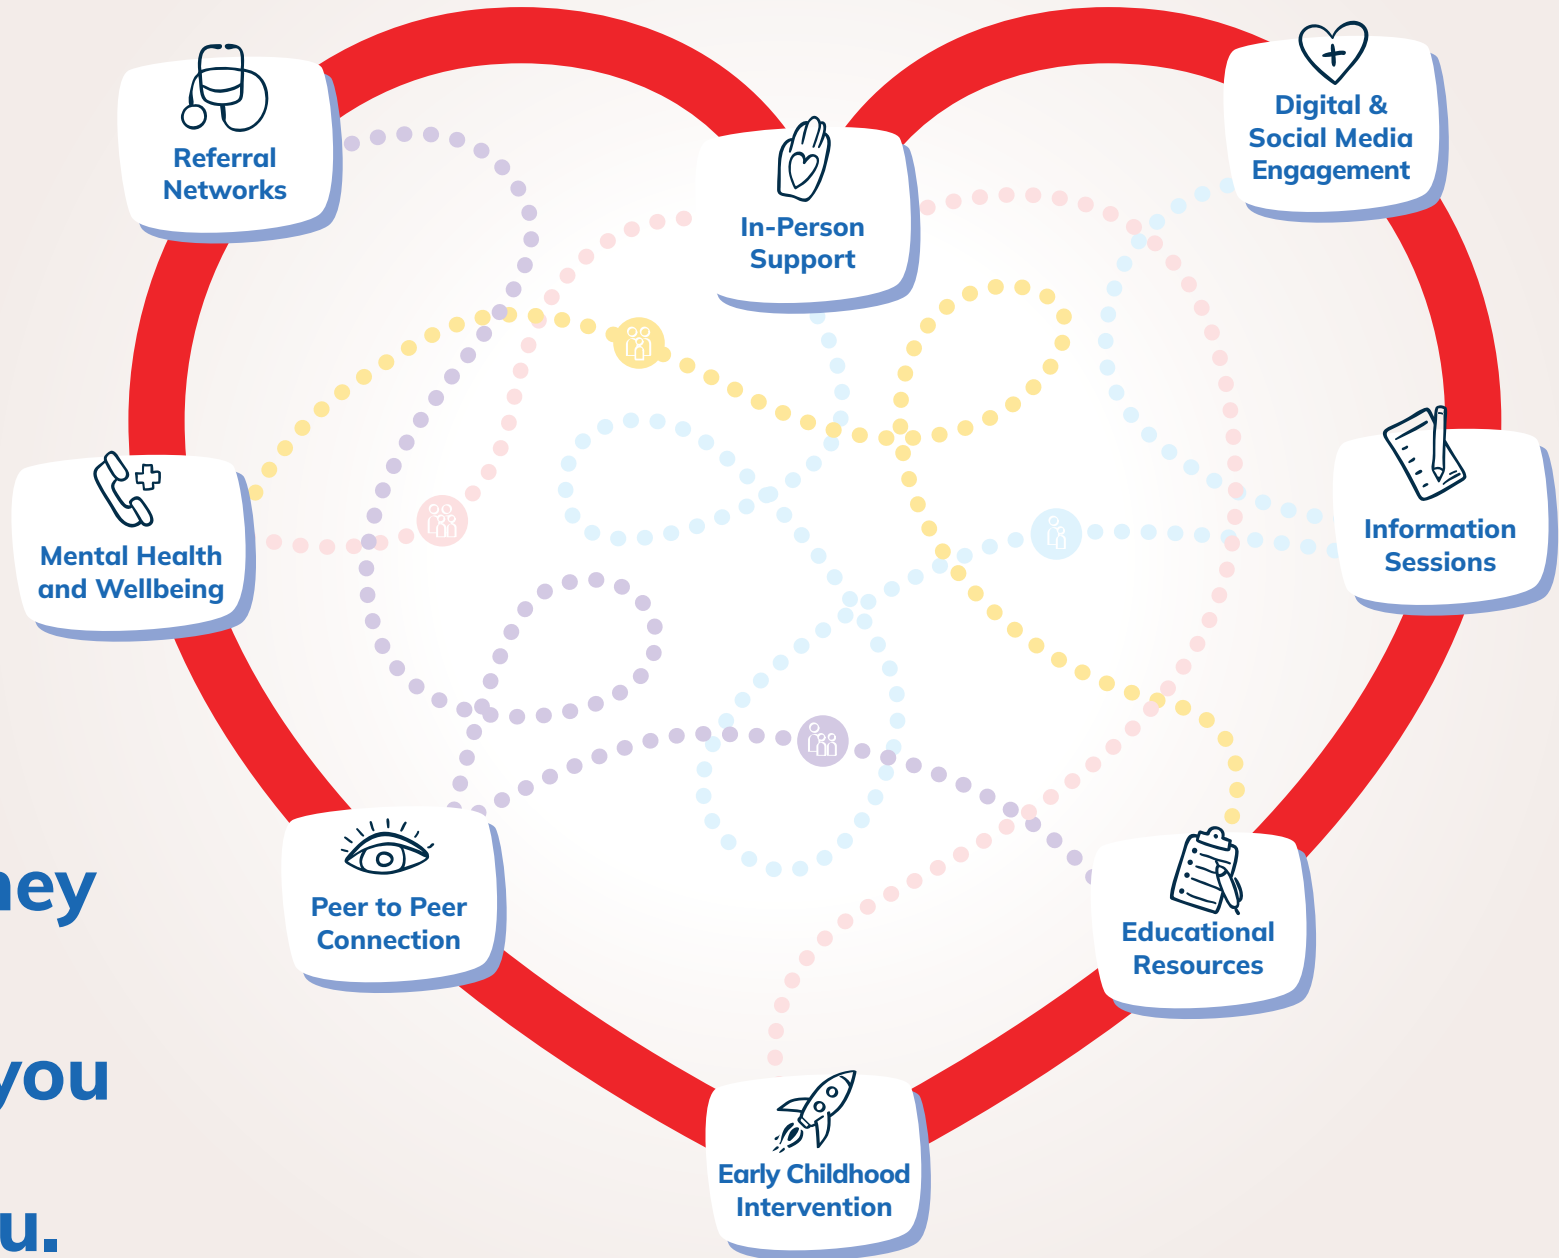 Referral
Networks
In-Person
Support
Digital &
Social Media
Engagement
Mental Health
and Wellbeing
Information
Sessions
Peer to Peer
Connection
Educational
Resources
Early Childhood
Intervention
you